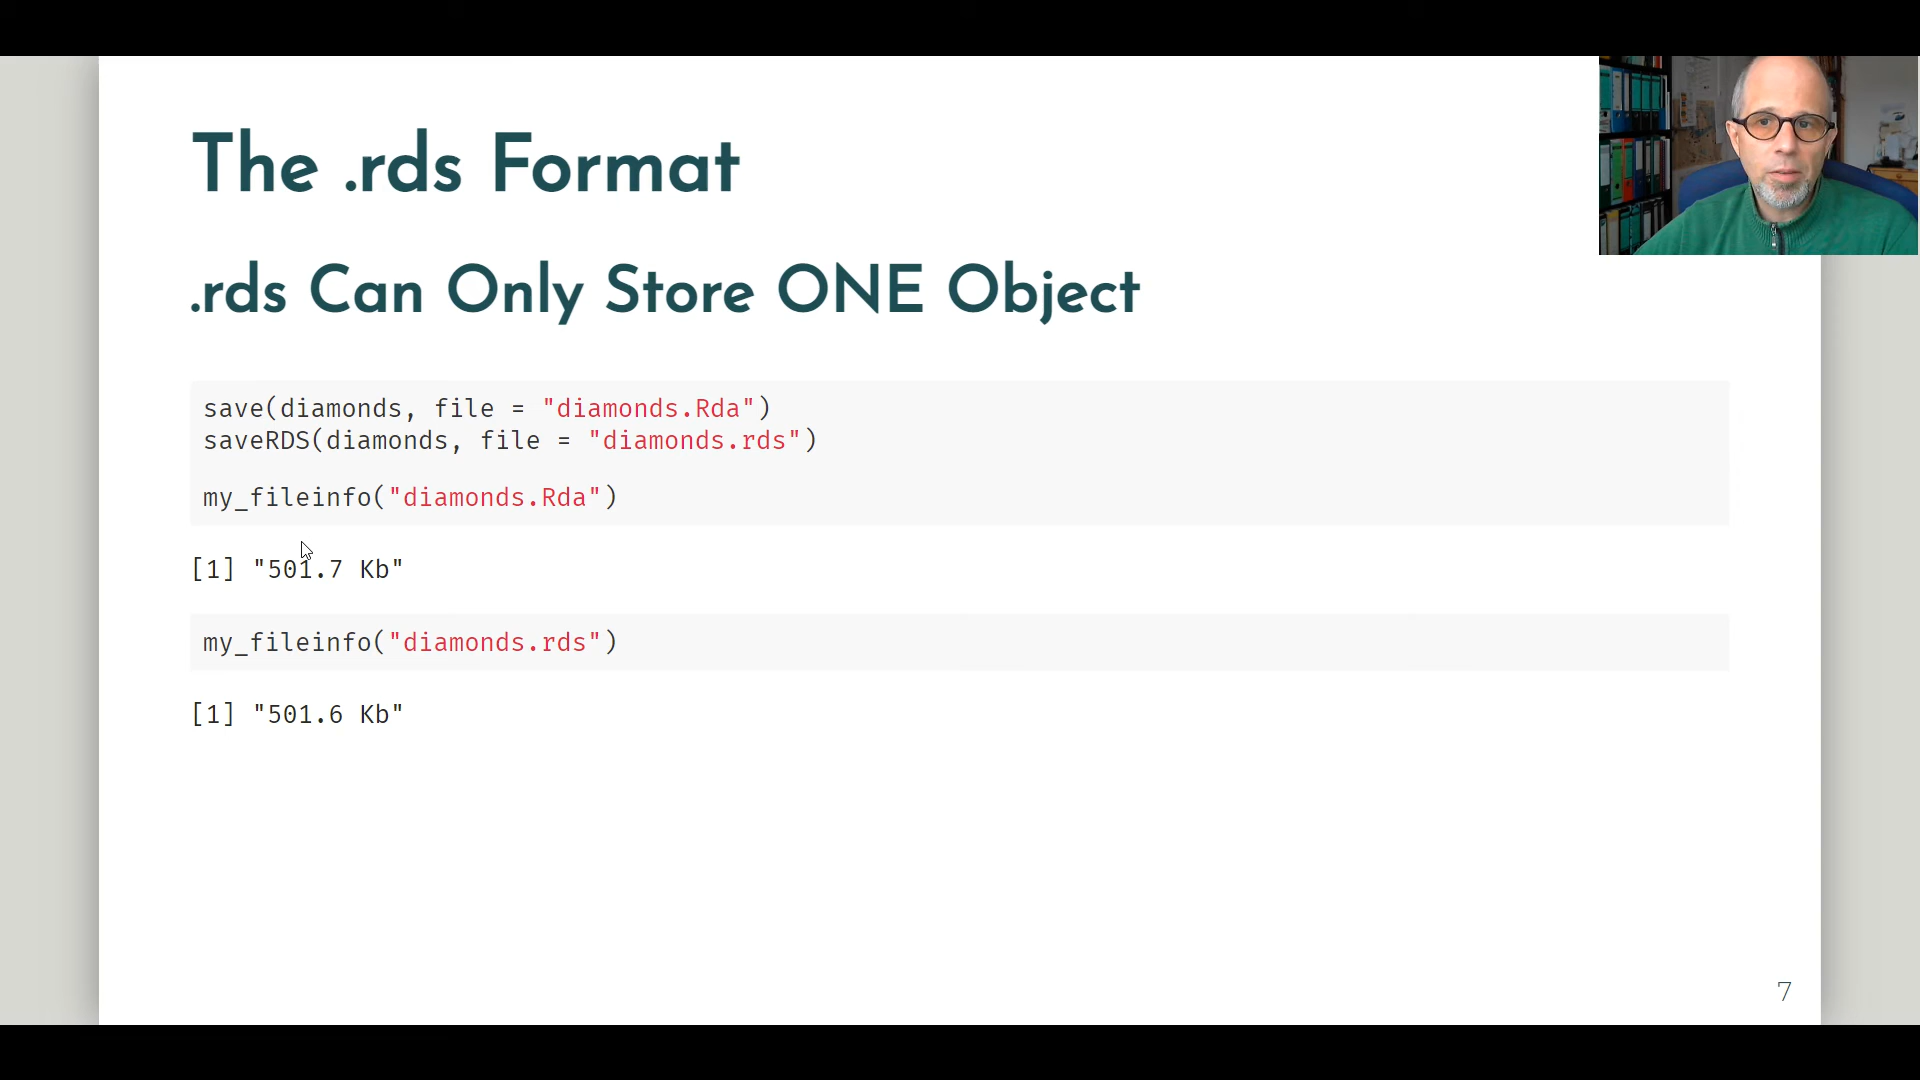 The .rds Format
.rds Can Only Store ONE Object
save(diamonds, file = "diamonds.Rda")
saveRDS(diamonds, file = "diamonds.rds")
my_fileinfo("diamonds.Rda")
[1] "501.7 Kb"
my_fileinfo("diamonds.rds")
[1] "501.6 Kb"
7